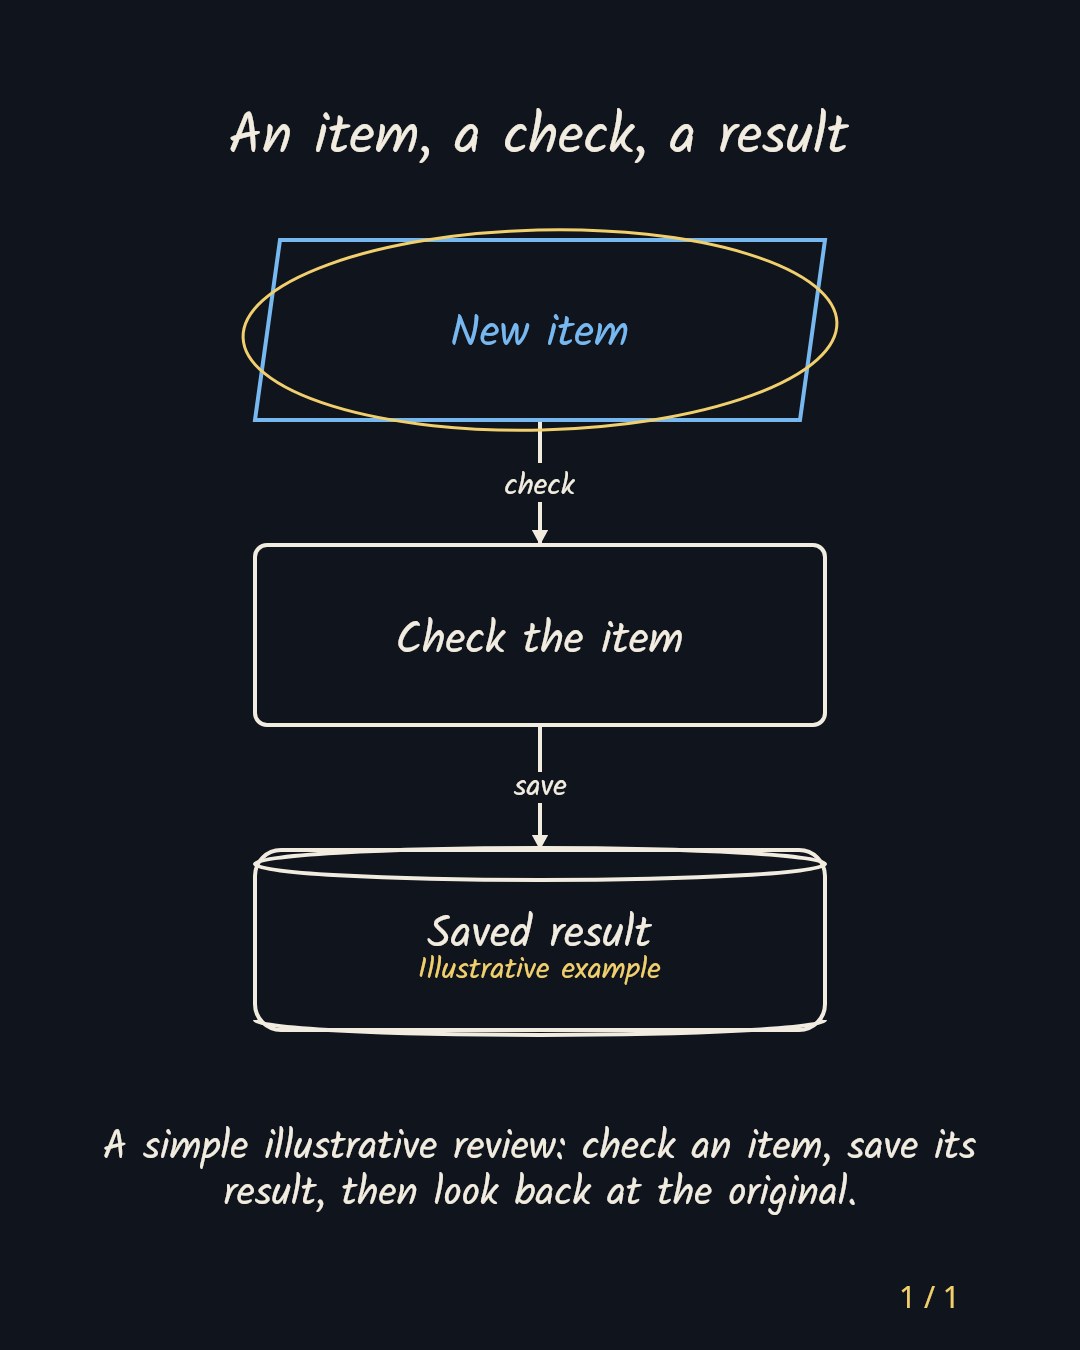 An item, a check, a result
New item
check
Check the item
save
Saved result
Illustrative example
A simple illustrative review: check an item, save its
result, then look back at the original.
1 / 1